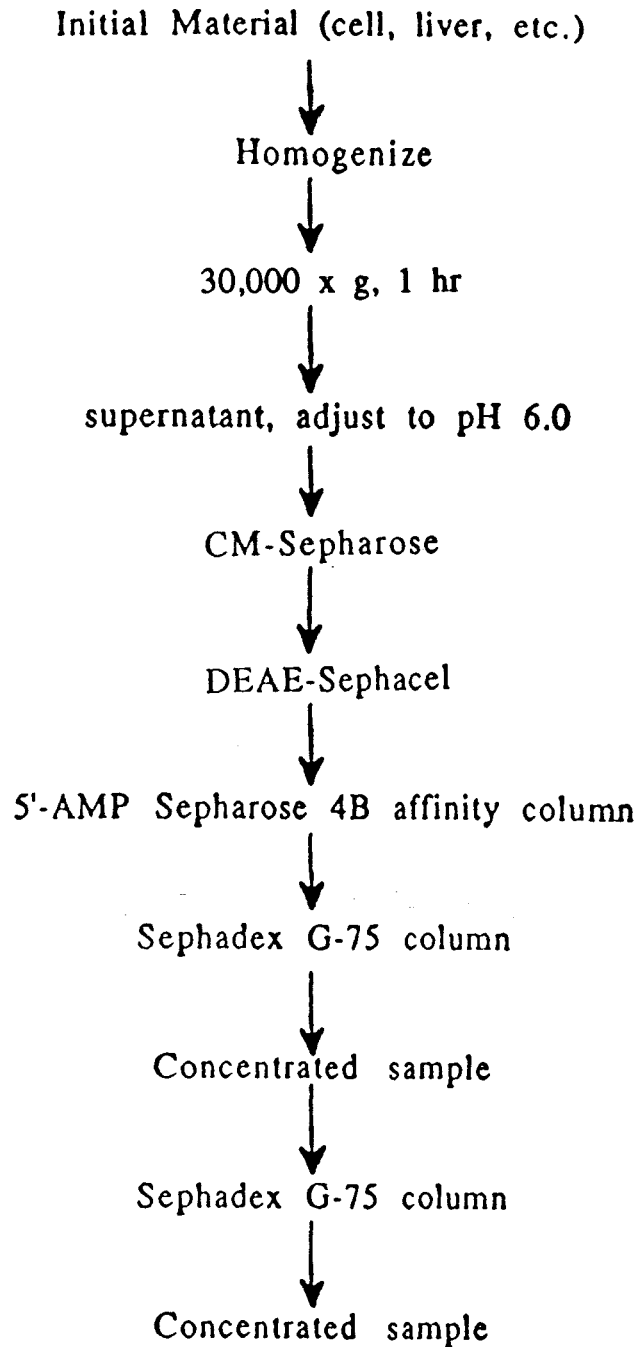 Initial Material (cell, liver, etc.)
Homogenize
30,000 x g, 1 hr
supernatant, adjust to pH 6.0
CM-Sepharose
DEAE-Sephacel
5'-AMP Sepharose 4B affinity column
Sephadex G-75 column
Concentrated sample
Sephadex G-75 column
Concentrated sample